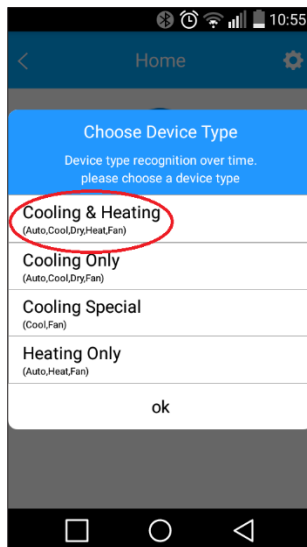 10:55
Home
Choose Device Type
Device type recognition over time.
please choose a device type
Cooling & Heating
(Auto,Cool,Dry,Heat,Fan)
Cooling Only
(Auto,Cool,Dry,Fan)
Cooling Special
(Cool,Fan)
Heating Only
(Auto,Heat,Fan)
ok